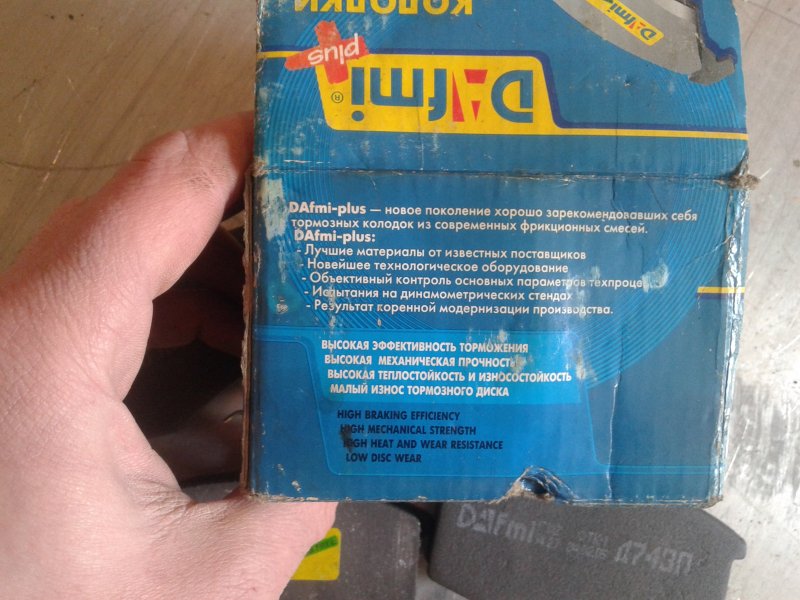 КОЛОДКИ
DAfmi
DAfmi ®
plus
DAfmi-plus — новое поколение хорошо зарекомендовавших себя
тормозных колодок из современных фрикционных смесей.
DAfmi-plus:
- Лучшие материалы от известных поставщиков
- Новейшее технологическое оборудование
- Объективный контроль основных параметров техпроце
- Испытания на динамометрических стендах
- Результат коренной модернизации производства.
ВЫСОКАЯ ЭФФЕКТИВНОСТЬ ТОРМОЖЕНИЯ
ВЫСОКАЯ МЕХАНИЧЕСКАЯ ПРОЧНОСТЬ
ВЫСОКАЯ ТЕПЛОСТОЙКОСТЬ И ИЗНОСОСТОЙКОСТЬ
МАЛЫЙ ИЗНОС ТОРМОЗНОГО ДИСКА
HIGH BRAKING EFFICIENCY
HIGH MECHANICAL STRENGTH
HIGH HEAT AND WEAR RESISTANCE
LOW DISC WEAR
DAfmi Д743П